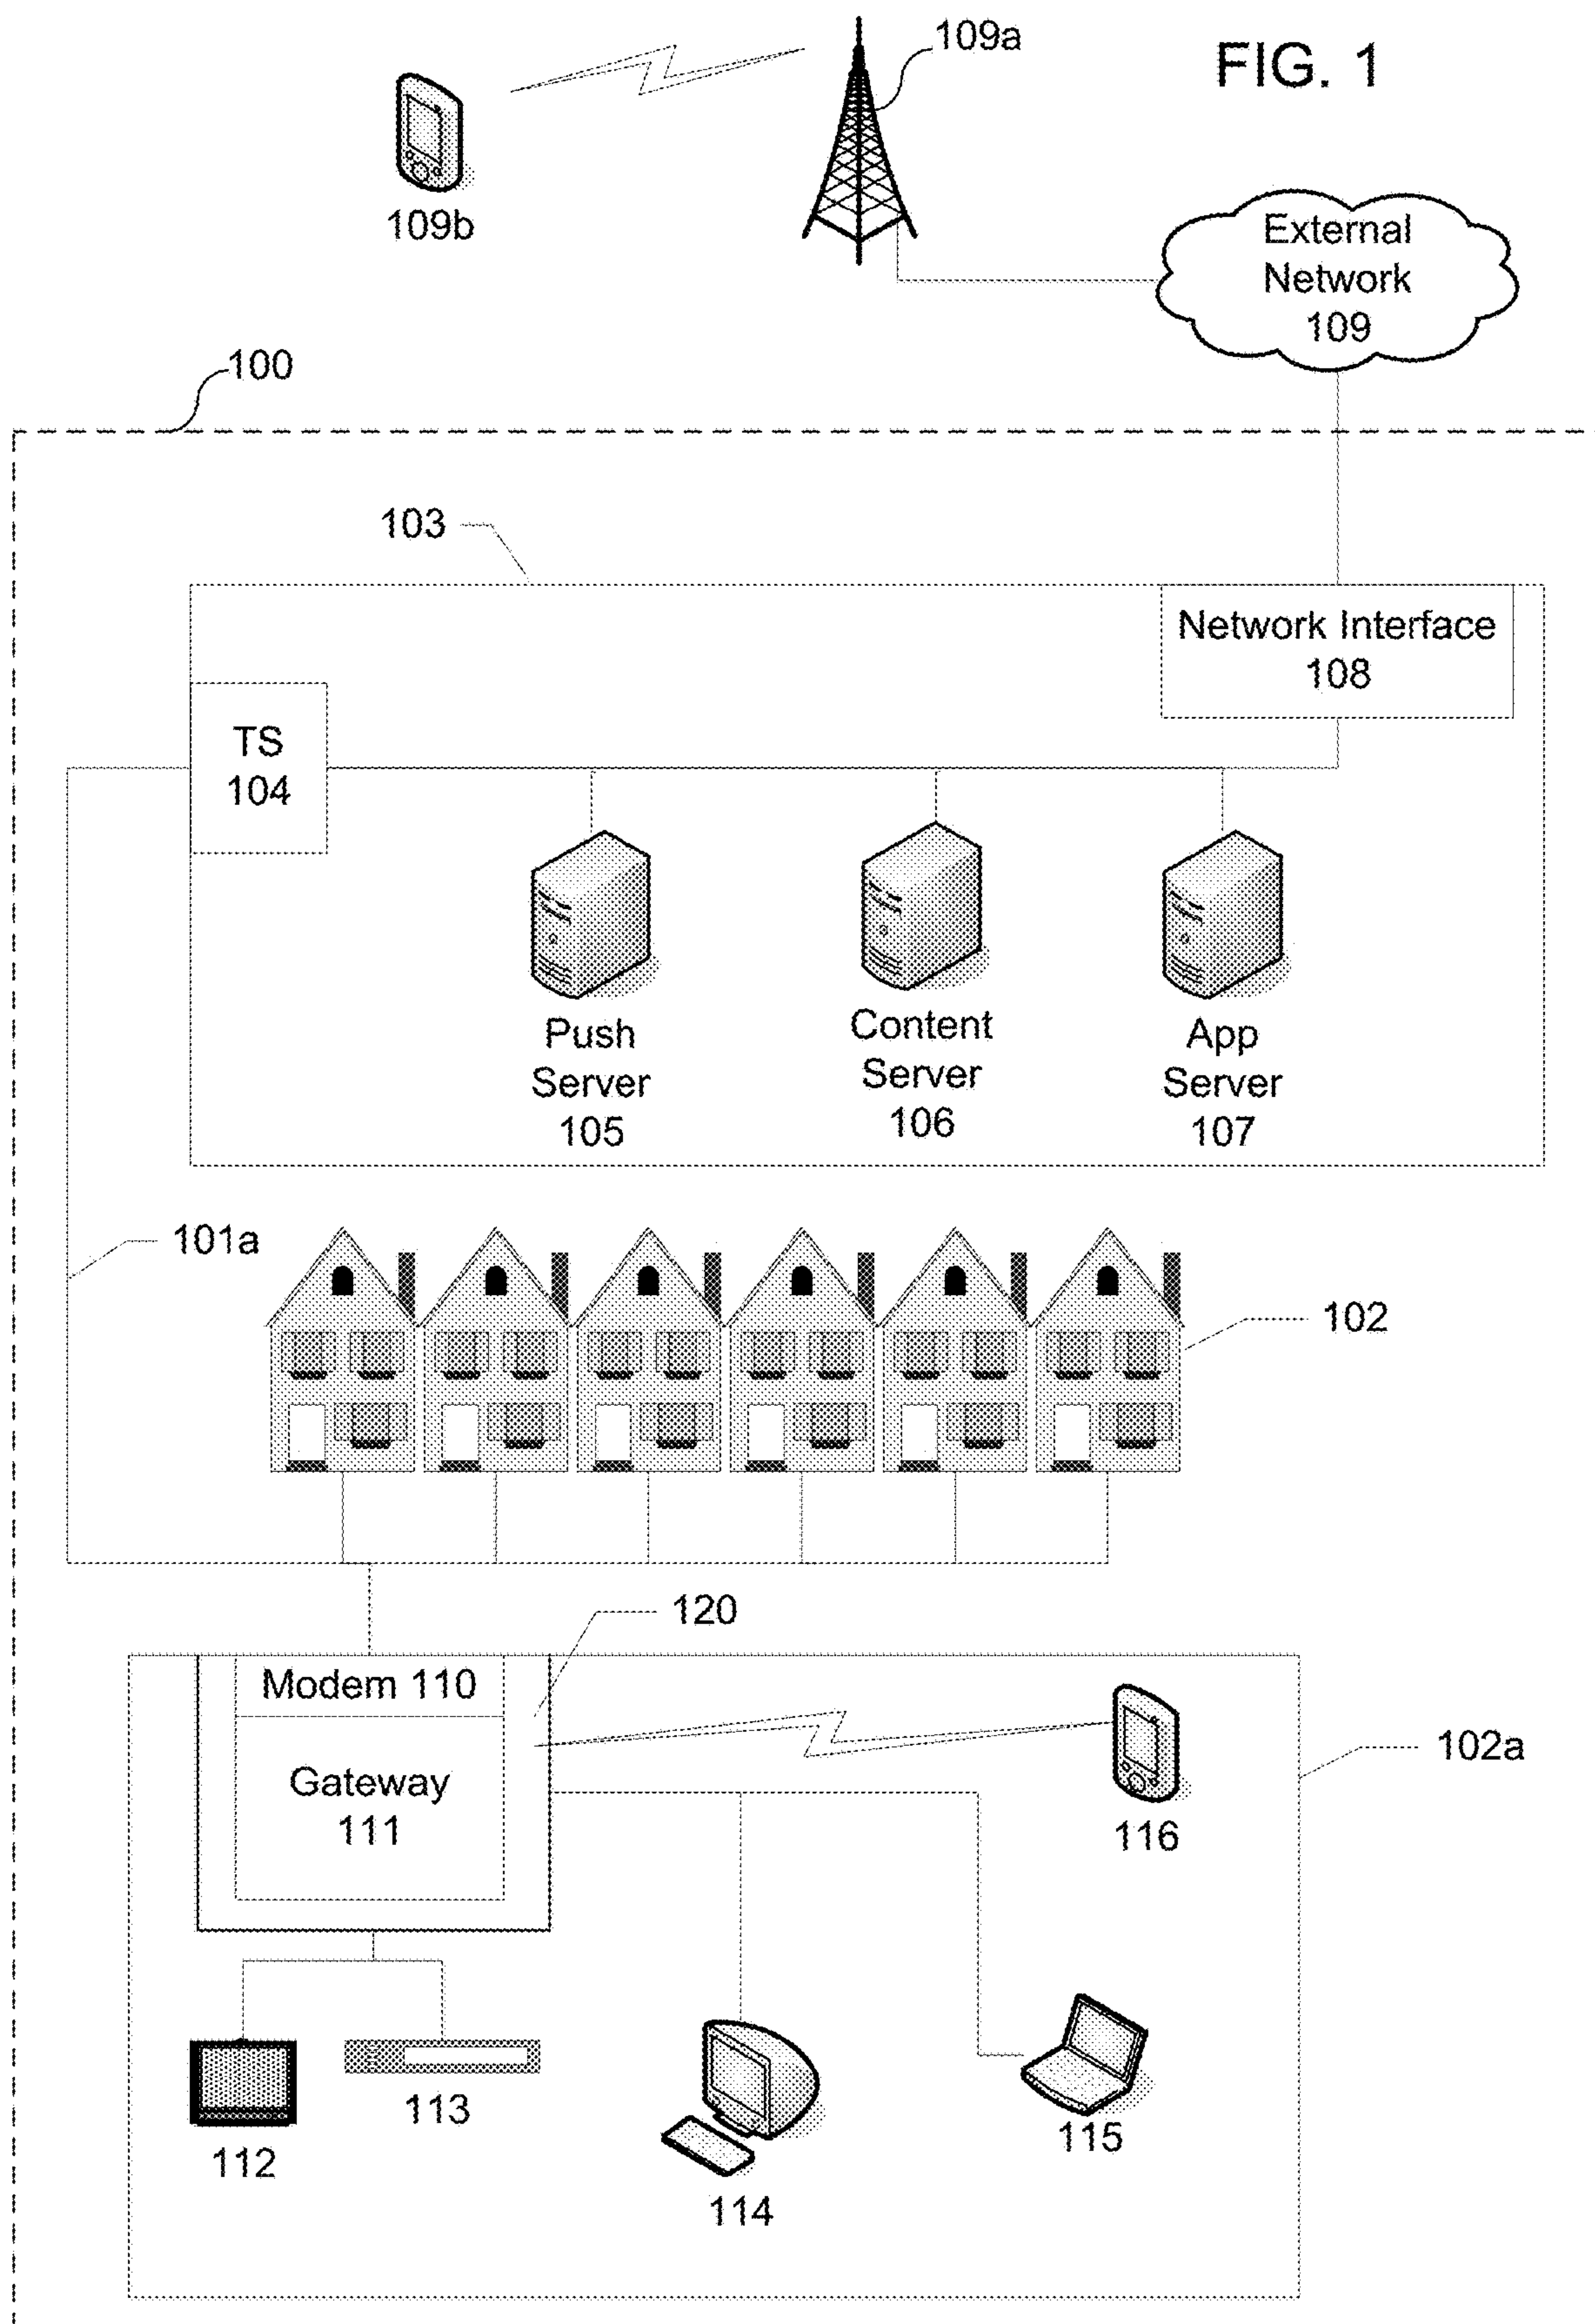 109a
FIG. 1
109b
External
Network
109
100
103
Network Interface
108
TS
104
Push
Server
105
Content
Server
106
App
Server
107
101a
102
120
Modem 110
Gateway
111
116
102a
112
113
114
115